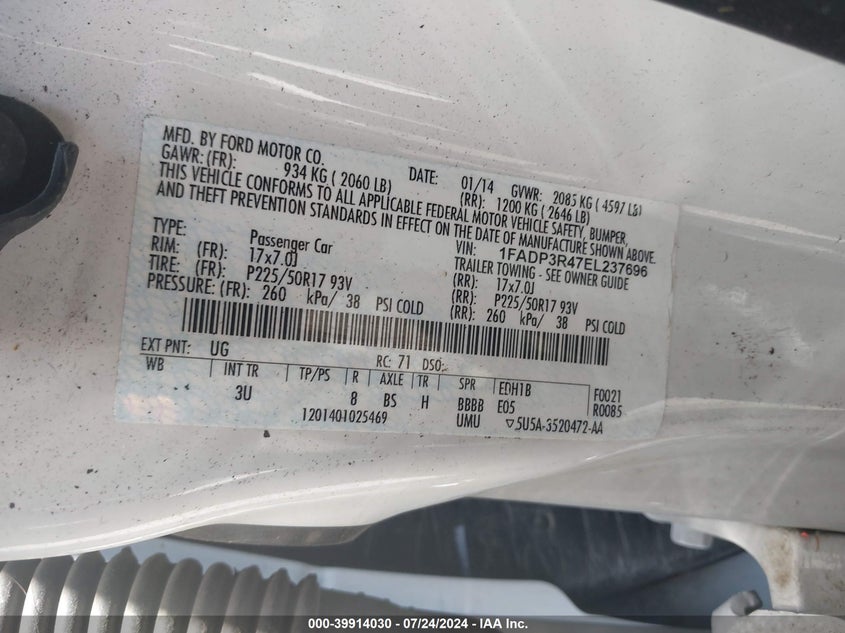 MFD. BY FORD MOTOR CO.
DATE: 01/14 GVWR: 2085 KG ( 4597 LB)
GAWR: (FR): 934 KG ( 2060 LB) (RR): 1200 KG ( 2646 LB)
THIS VEHICLE CONFORMS TO ALL APPLICABLE FEDERAL MOTOR VEHICLE SAFETY, BUMPER,
AND THEFT PREVENTION STANDARDS IN EFFECT ON THE DATE OF MANUFACTURE SHOWN ABOVE.
VIN: 1FADP3R47EL237696
TYPE: Passenger Car TRAILER TOWING - SEE OWNER GUIDE
RIM: (FR): 17x7.0J (RR): 17x7.0J
TIRE: (FR): P225/50R17 93V (RR): P225/50R17 93V
PRESSURE: (FR): 260 kPa/ 38 PSI COLD (RR): 260 kPa/ 38 PSI COLD
EXT PNT: UG RC: 71 DSO:
WB INT TR TP/PS R AXLE TR SPR EDH1B F0021
3U 8 BS H BBBB E05 R0085
1201401025469 UMU ▽5U5A-3520472-AA
000-39914030 - 07/24/2024 - IAA Inc.